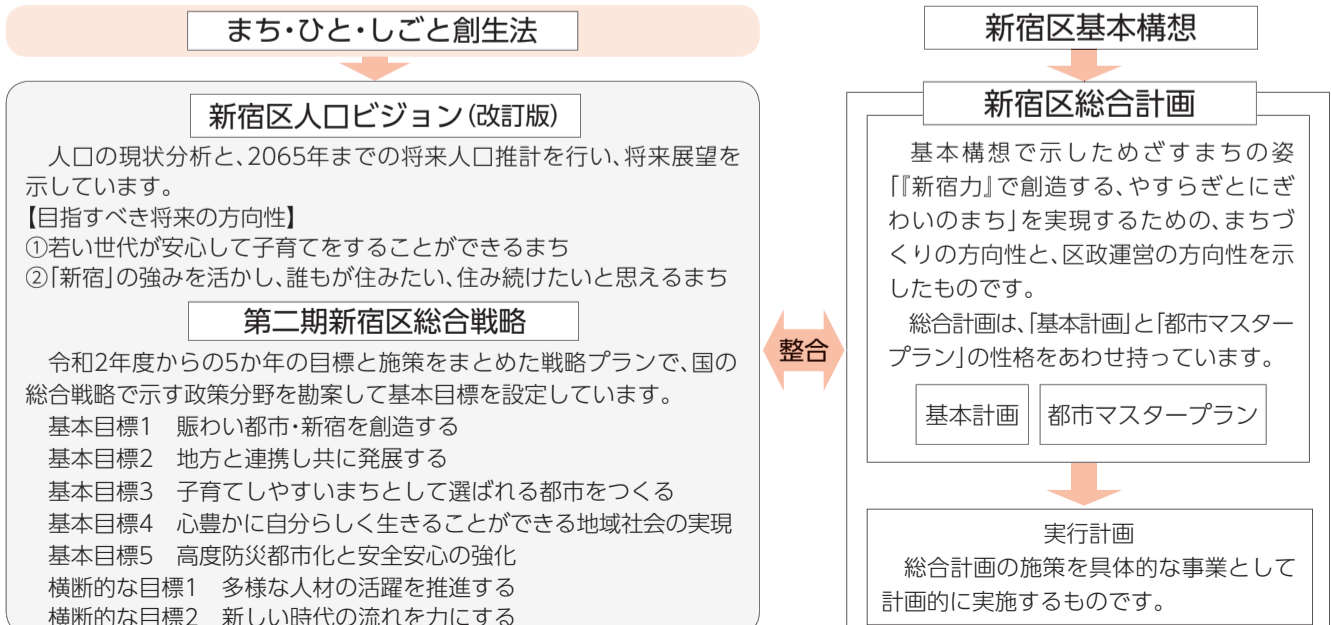 まち・ひと・しごと創生法
新宿区人口ビジョン(改訂版)
人口の現状分析と、2065年までの将来人口推計を行い、将来展望を
示しています。
【目指すべき将来の方向性】
①若い世代が安心して子育てをすることができるまち
②「新宿」の強みを活かし、誰もが住みたい、住み続けたいと思えるまち
第二期新宿区総合戦略
令和2年度からの5か年の目標と施策をまとめた戦略プランで、国の
総合戦略で示す政策分野を勘案して基本目標を設定しています。
基本目標1　賑わい都市・新宿を創造する
基本目標2　地方と連携し共に発展する
基本目標3　子育てしやすいまちとして選ばれる都市をつくる
基本目標4　心豊かに自分らしく生きることができる地域社会の実現
基本目標5　高度防災都市化と安全安心の強化
横断的な目標1　多様な人材の活躍を推進する
横断的な目標2　新しい時代の流れを力にする
整合
新宿区基本構想
新宿区総合計画
基本構想で示しためざすまちの姿
「『新宿力』で創造する、やすらぎとにぎ
わいのまち」を実現するための、まちづ
くりの方向性と、区政運営の方向性を示
したものです。
総合計画は、「基本計画」と「都市マスター
プラン」の性格をあわせ持っています。
基本計画
都市マスタープラン
実行計画
総合計画の施策を具体的な事業として
計画的に実施するものです。